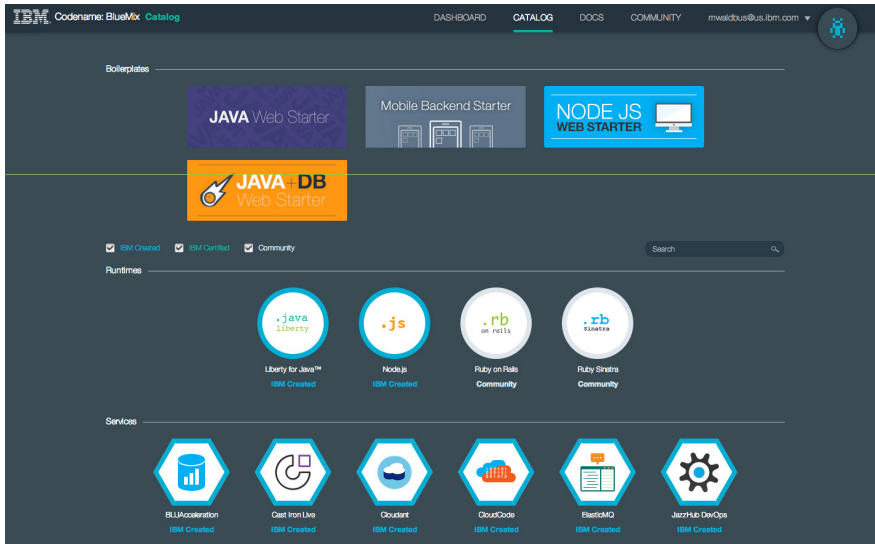 IBM Codename: BlueMix Catalog
DASHBOARD CATALOG DOCS COMMUNITY mwaldbus@us.ibm.com
Boilerplates
JAVA Web Starter
Mobile Backend Starter
NODE JS
WEB STARTER
JAVA+DB
Web Starter
IBM Created IBM Certified Community
Search
Runtimes
.java
liberty
.js
.rb
on rails
.rb
Sinatra
Liberty for Java™ Node.js Ruby on Rails Ruby Sinatra
IBM Created IBM Created Community Community
Services
BLUAcceleration Cast Iron Live Cloudant CloudCode ElasticMQ JazzHub DevOps
IBM Created IBM Created IBM Created IBM Created IBM Created IBM Created